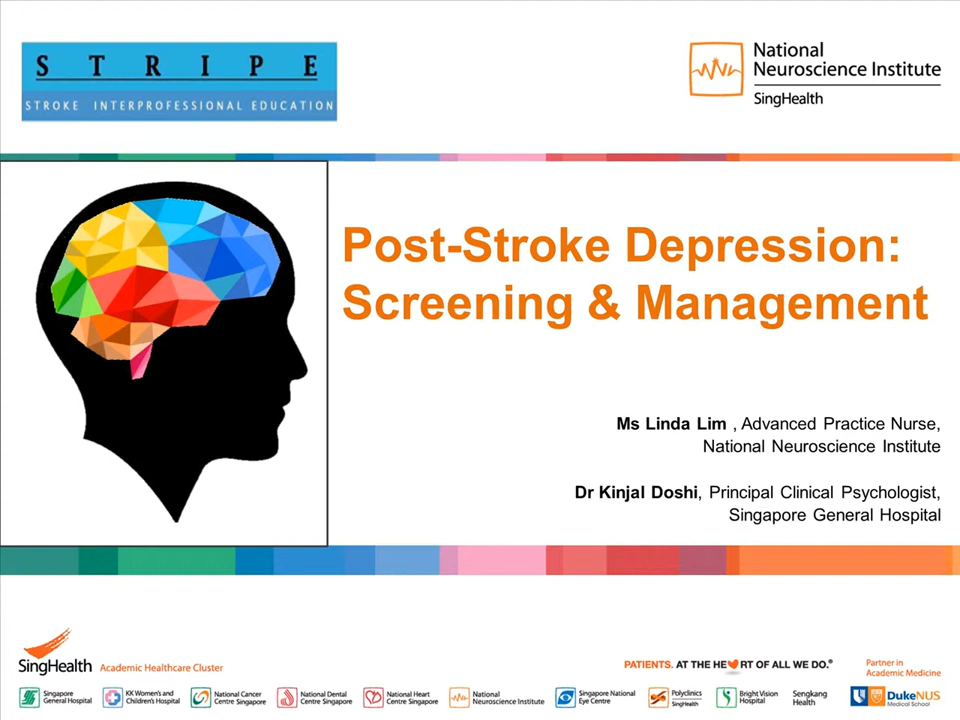 S T R I P E
STROKE INTERPROFESSIONAL EDUCATION
National
Neuroscience Institute
SingHealth
Post-Stroke Depression:
Screening & Management
Ms Linda Lim , Advanced Practice Nurse,
National Neuroscience Institute
Dr Kinjal Doshi, Principal Clinical Psychologist,
Singapore General Hospital
SingHealth Academic Healthcare Cluster
PATIENTS. AT THE HE RT OF ALL WE DO.®
Partner in
Academic Medicine
Singapore
General Hospital
KK Women's and
Children's Hospital
National Cancer
Centre Singapore
National Dental
Centre Singapore
National Heart
Centre Singapore
National
Neuroscience Institute
Singapore National
Eye Centre
Polyclinics
SingHealth
Bright Vision
Hospital
Sengkang
Health
DukeNUS
Medical School